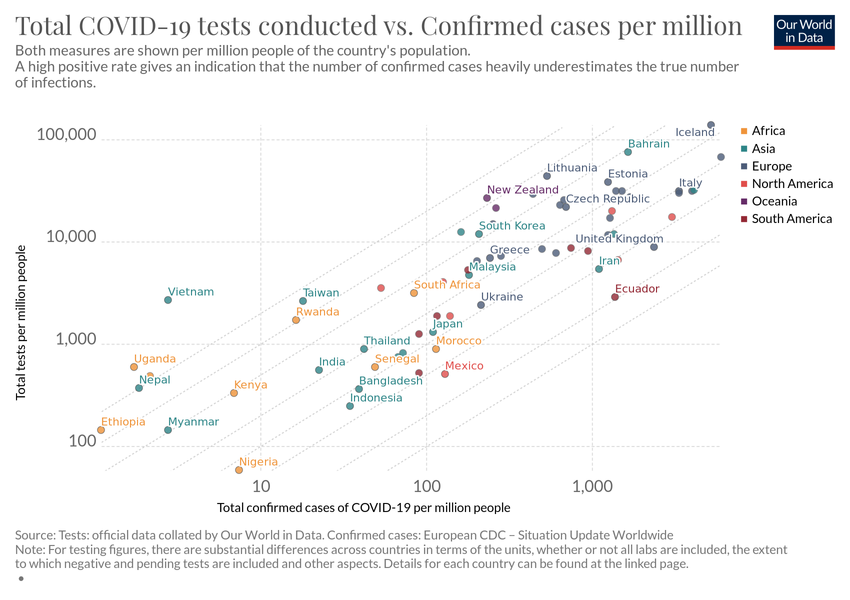 Total COVID-19 tests conducted vs. Confirmed cases per million
Our World
in Data
Both measures are shown per million people of the country's population.
A high positive rate gives an indication that the number of confirmed cases heavily underestimates the true number
of infections.
100,000
10,000
1,000
100
Total tests per million people
10
100
1,000
Total confirmed cases of COVID-19 per million people
Iceland
Bahrain
Lithuania
Estonia
Italy
New Zealand
Czech Republic
South Korea
United Kingdom
Greece
Iran
Malaysia
South Africa
Ecuador
Vietnam
Taiwan
Ukraine
Rwanda
Japan
Thailand
Morocco
Uganda
Senegal
India
Mexico
Nepal
Kenya
Bangladesh
Indonesia
Ethiopia
Myanmar
Nigeria
Africa
Asia
Europe
North America
Oceania
South America
Source: Tests: official data collated by Our World in Data. Confirmed cases: European CDC – Situation Update Worldwide
Note: For testing figures, there are substantial differences across countries in terms of the units, whether or not all labs are included, the extent
to which negative and pending tests are included and other aspects. Details for each country can be found at the linked page.
•